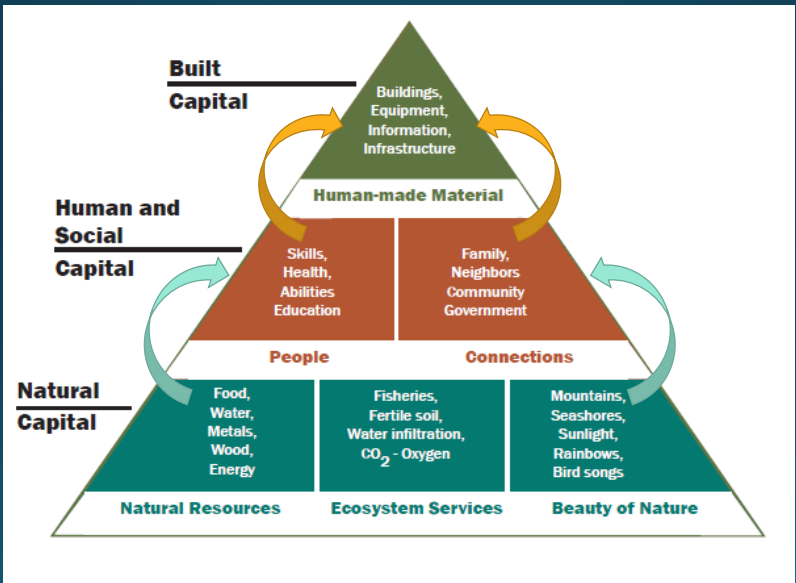 Built
Capital
Buildings,
Equipment,
Information,
Infrastructure
Human-made Material
Human and
Social
Capital
Skills,
Health,
Abilities
Education
Family,
Neighbors
Community
Government
People
Connections
Natural
Capital
Food,
Water,
Metals,
Wood,
Energy
Fisheries,
Fertile soil,
Water infiltration,
CO2 - Oxygen
Mountains,
Seashores,
Sunlight,
Rainbows,
Bird songs
Natural Resources
Ecosystem Services
Beauty of Nature